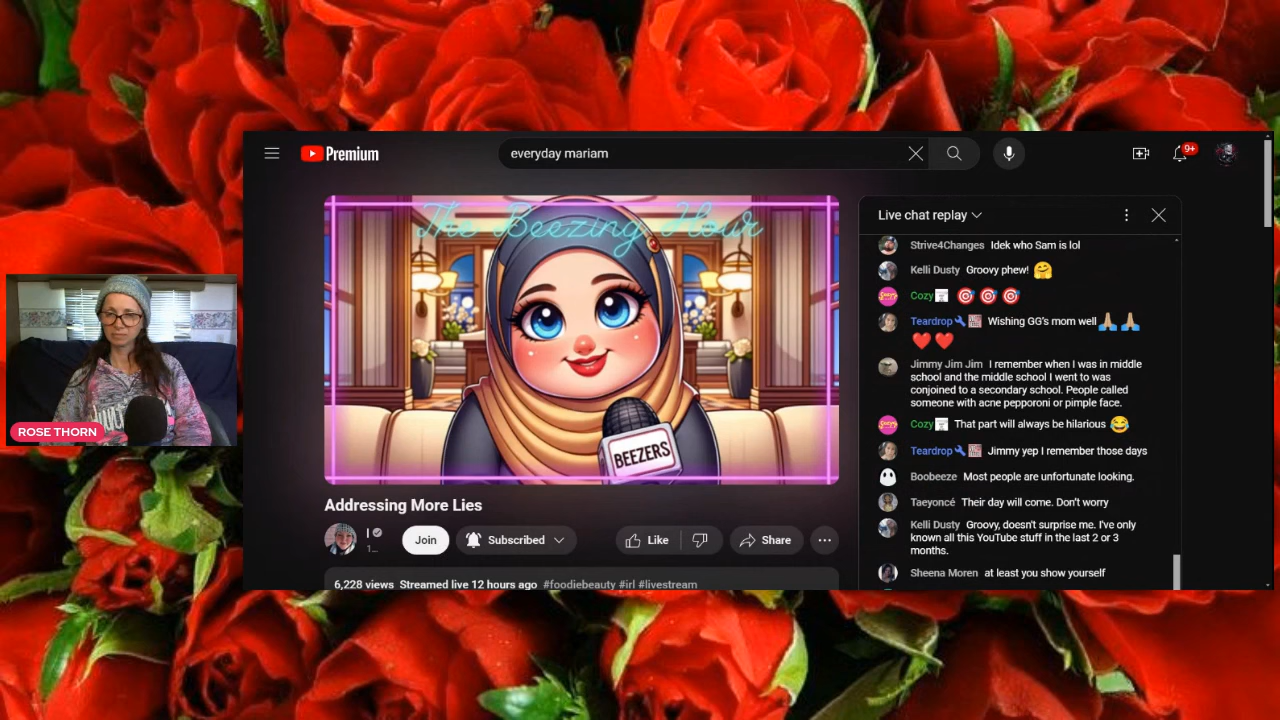 Premium
everyday mariam
9+
The Beezing Hour
BEEZERS
Addressing More Lies
I
1...
Join
Subscribed
Like
Share
6,228 views Streamed live 12 hours ago #foodiebeauty #irl #livestream
Live chat replay
Strive4Changes Idek who Sam is lol
Kelli Dusty Groovy phew! 🤗
Cozy 🎯 🎯 🎯
Teardrop Wishing GG's mom well 🙏🏼 🙏🏼
❤️ ❤️
Jimmy Jim Jim I remember when I was in middle
school and the middle school I went to was
conjoined to a secondary school. People called
someone with acne pepporoni or pimple face.
Cozy That part will always be hilarious 😂
Teardrop Jimmy yep I remember those days
Boobeeze Most people are unfortunate looking.
Taeyoncé Their day will come. Don't worry
Kelli Dusty Groovy, doesn't surprise me. I've only
known all this YouTube stuff in the last 2 or 3
months.
Sheena Moren at least you show yourself
ROSE THORN